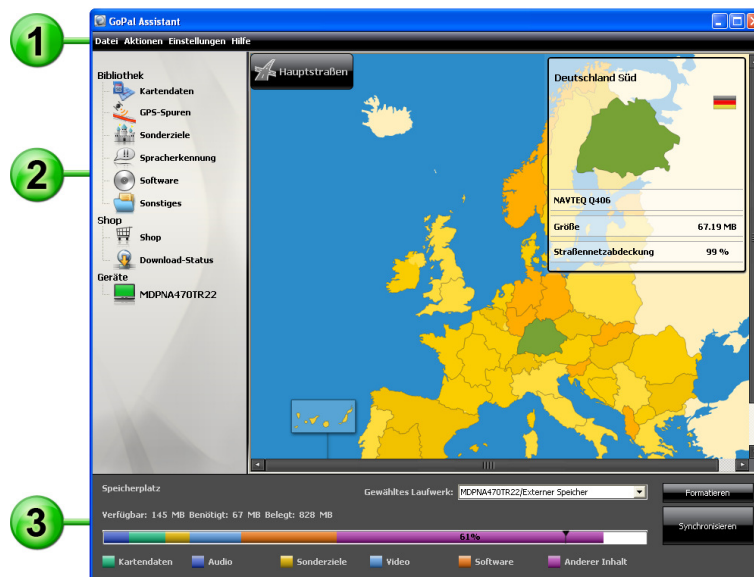 GoPal Assistant
1
Datei Aktionen Einstellungen Hilfe
2
Bibliothek
Kartendaten
GPS-Spuren
Sonderziele
Spracherkennung
Software
Sonstiges
Shop
Shop
Download-Status
Geräte
MDPNA470TR22
Hauptstraßen
Deutschland Süd
NAVTEQ Q406
Größe 67.19 MB
Straßennetzabdeckung 99 %
3
Speicherplatz
Gewähltes Laufwerk: MDPNA470TR22/Externer Speicher
Formatieren
Verfügbar: 145 MB Benötigt: 67 MB Belegt: 828 MB
Synchronisieren
61%
Kartendaten Audio Sonderziele Video Software Anderer Inhalt